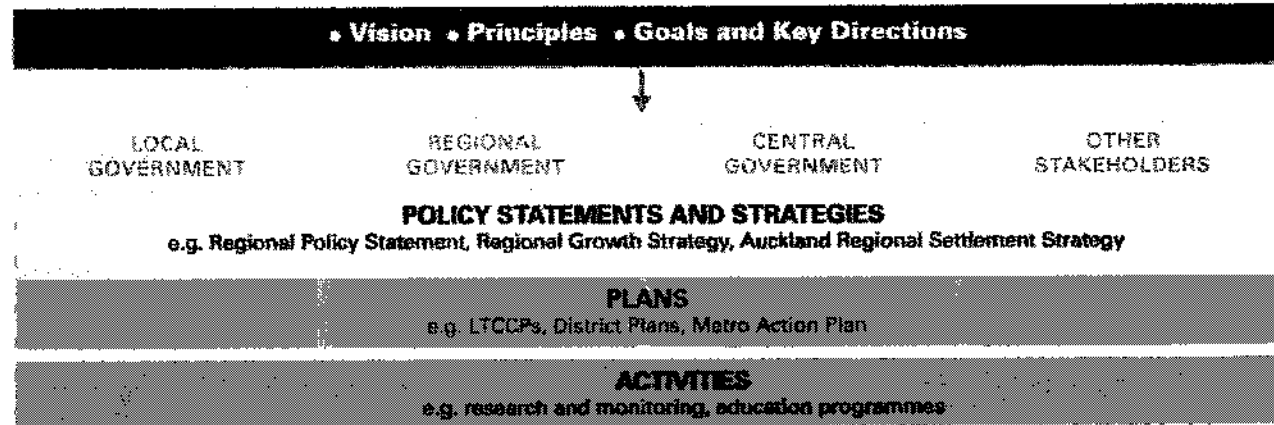 • Vision • Principles • Goals and Key Directions
LOCAL GOVERNMENT
REGIONAL GOVERNMENT
CENTRAL GOVERNMENT
OTHER STAKEHOLDERS
POLICY STATEMENTS AND STRATEGIES
e.g. Regional Policy Statement, Regional Growth Strategy, Auckland Regional Settlement Strategy
PLANS
e.g. LTCCPs, District Plans, Metro Action Plan
ACTIVITIES
e.g. research and monitoring, education programmes